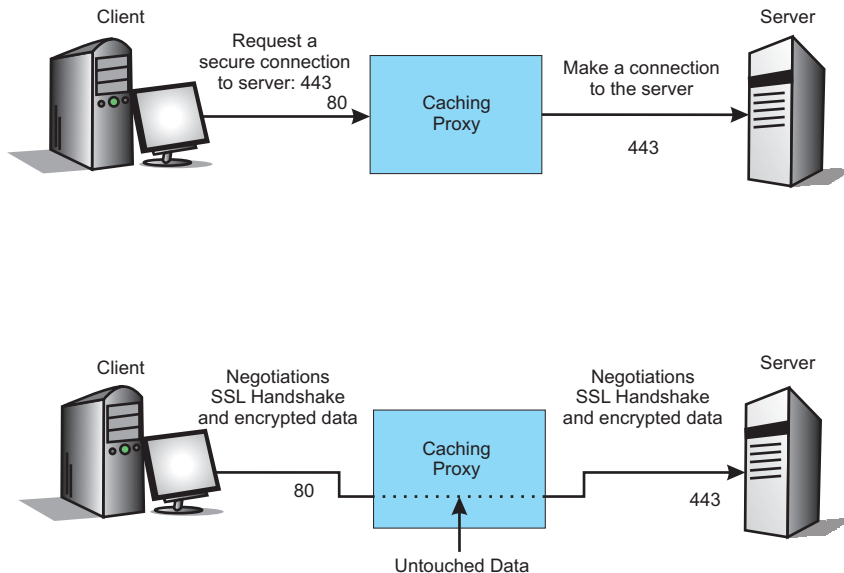 Client
Server
Request a
secure connection
to server: 443
80
Caching
Proxy
Make a connection
to the server
443
Client
Server
Negotiations
SSL Handshake
and encrypted data
80
Caching
Proxy
Negotiations
SSL Handshake
and encrypted data
443
Untouched Data